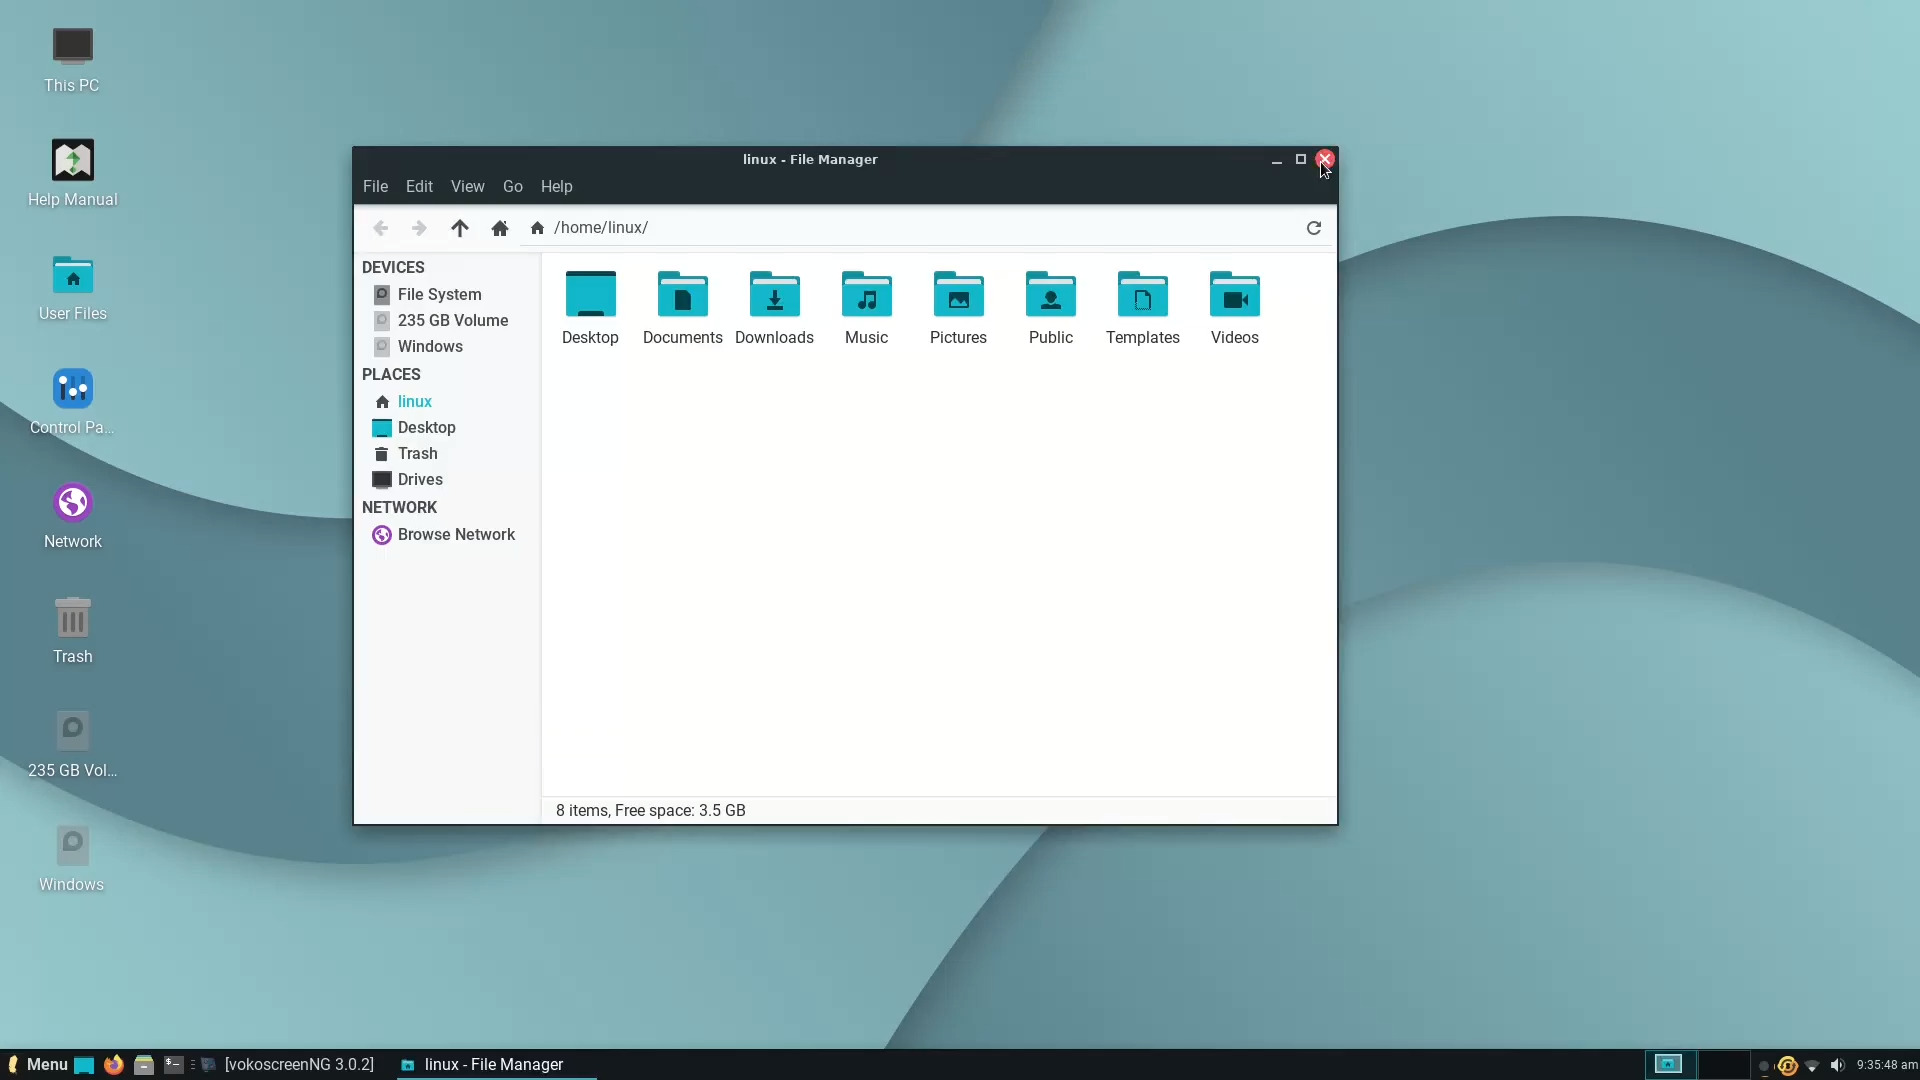 This PC
Help Manual
User Files
Control Pa...
Network
Trash
235 GB Vol...
Windows
linux - File Manager
File Edit View Go Help
/home/linux/
DEVICES
File System
235 GB Volume
Windows
PLACES
linux
Desktop
Trash
Drives
NETWORK
Browse Network
Desktop Documents Downloads Music Pictures Public Templates Videos
8 items, Free space: 3.5 GB
Menu [vokoscreenNG 3.0.2] linux - File Manager 9:35:48 am